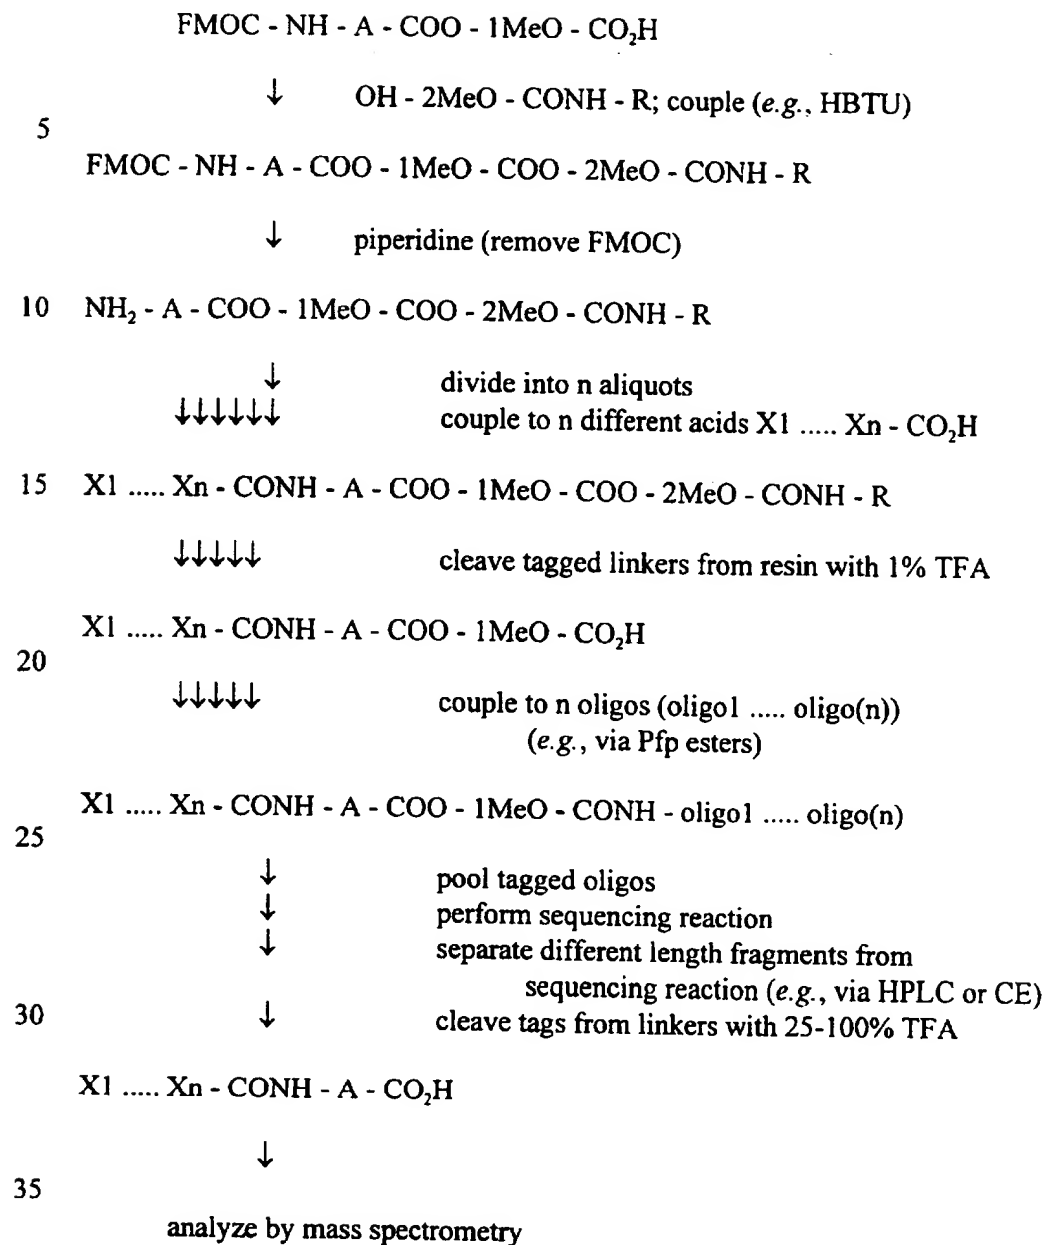 FMOC - NH - A - COO - 1MeO - CO₂H
↓ OH - 2MeO - CONH - R; couple (e.g., HBTU)
5
FMOC - NH - A - COO - 1MeO - COO - 2MeO - CONH - R
↓ piperidine (remove FMOC)
10 NH₂ - A - COO - 1MeO - COO - 2MeO - CONH - R
↓ divide into n aliquots
↓↓↓↓↓↓ couple to n different acids X1 ..... Xn - CO₂H
15 X1 ..... Xn - CONH - A - COO - 1MeO - COO - 2MeO - CONH - R
↓↓↓↓↓ cleave tagged linkers from resin with 1% TFA
X1 ..... Xn - CONH - A - COO - 1MeO - CO₂H
20
↓↓↓↓↓ couple to n oligos (oligo1 ..... oligo(n))
(e.g., via Pfp esters)
X1 ..... Xn - CONH - A - COO - 1MeO - CONH - oligo1 ..... oligo(n)
25
↓ pool tagged oligos
↓ perform sequencing reaction
↓ separate different length fragments from
sequencing reaction (e.g., via HPLC or CE)
30 ↓ cleave tags from linkers with 25-100% TFA
X1 ..... Xn - CONH - A - CO₂H
↓
35
analyze by mass spectrometry